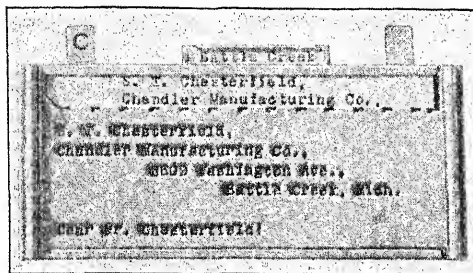 C
Battle Creek
S. T. Chesterfield,
Chandler Manufacturing Co.,
S. T. Chesterfield,
Chandler Manufacturing Co.,
Washington Ave.,
Battle Creek, Mich.
Dear Mr. Chesterfield: